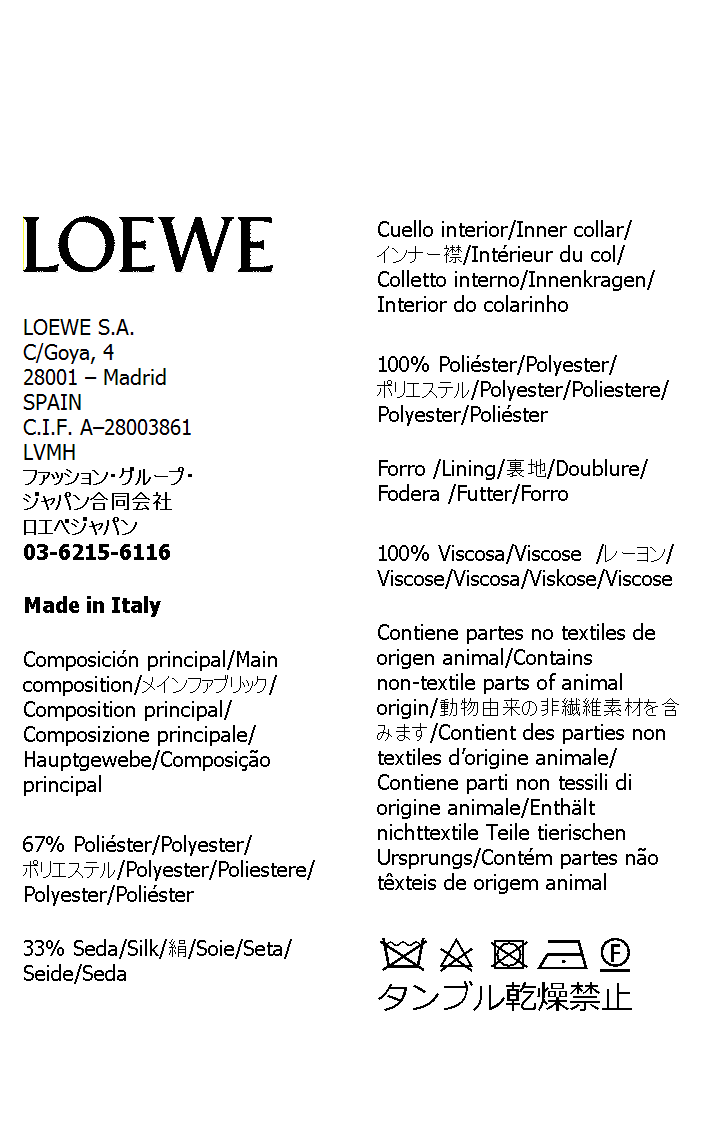 LOEWE
LOEWE S.A.
C/Goya, 4
28001 – Madrid
SPAIN
C.I.F. A–28003861
LVMH
ファッション・グループ・
ジャパン合同会社
ロエベジャパン
03-6215-6116
Made in Italy
Composición principal/Main
composition/メインファブリック/
Composition principal/
Composizione principale/
Hauptgewebe/Composição
principal
67% Poliéster/Polyester/
ポリエステル/Polyester/Poliestere/
Polyester/Poliéster
33% Seda/Silk/絹/Soie/Seta/
Seide/Seda
Cuello interior/Inner collar/
インナー襟/Intérieur du col/
Colletto interno/Innenkragen/
Interior do colarinho
100% Poliéster/Polyester/
ポリエステル/Polyester/Poliestere/
Polyester/Poliéster
Forro /Lining/裏地/Doublure/
Fodera /Futter/Forro
100% Viscosa/Viscose  /レーヨン/
Viscose/Viscosa/Viskose/Viscose
Contiene partes no textiles de
origen animal/Contains
non-textile parts of animal
origin/動物由来の非繊維素材を含
みます/Contient des parties non
textiles d’origine animale/
Contiene parti non tessili di
origine animale/Enthält
nichttextile Teile tierischen
Ursprungs/Contém partes não
têxteis de origem animal
F
タンブル乾燥禁止